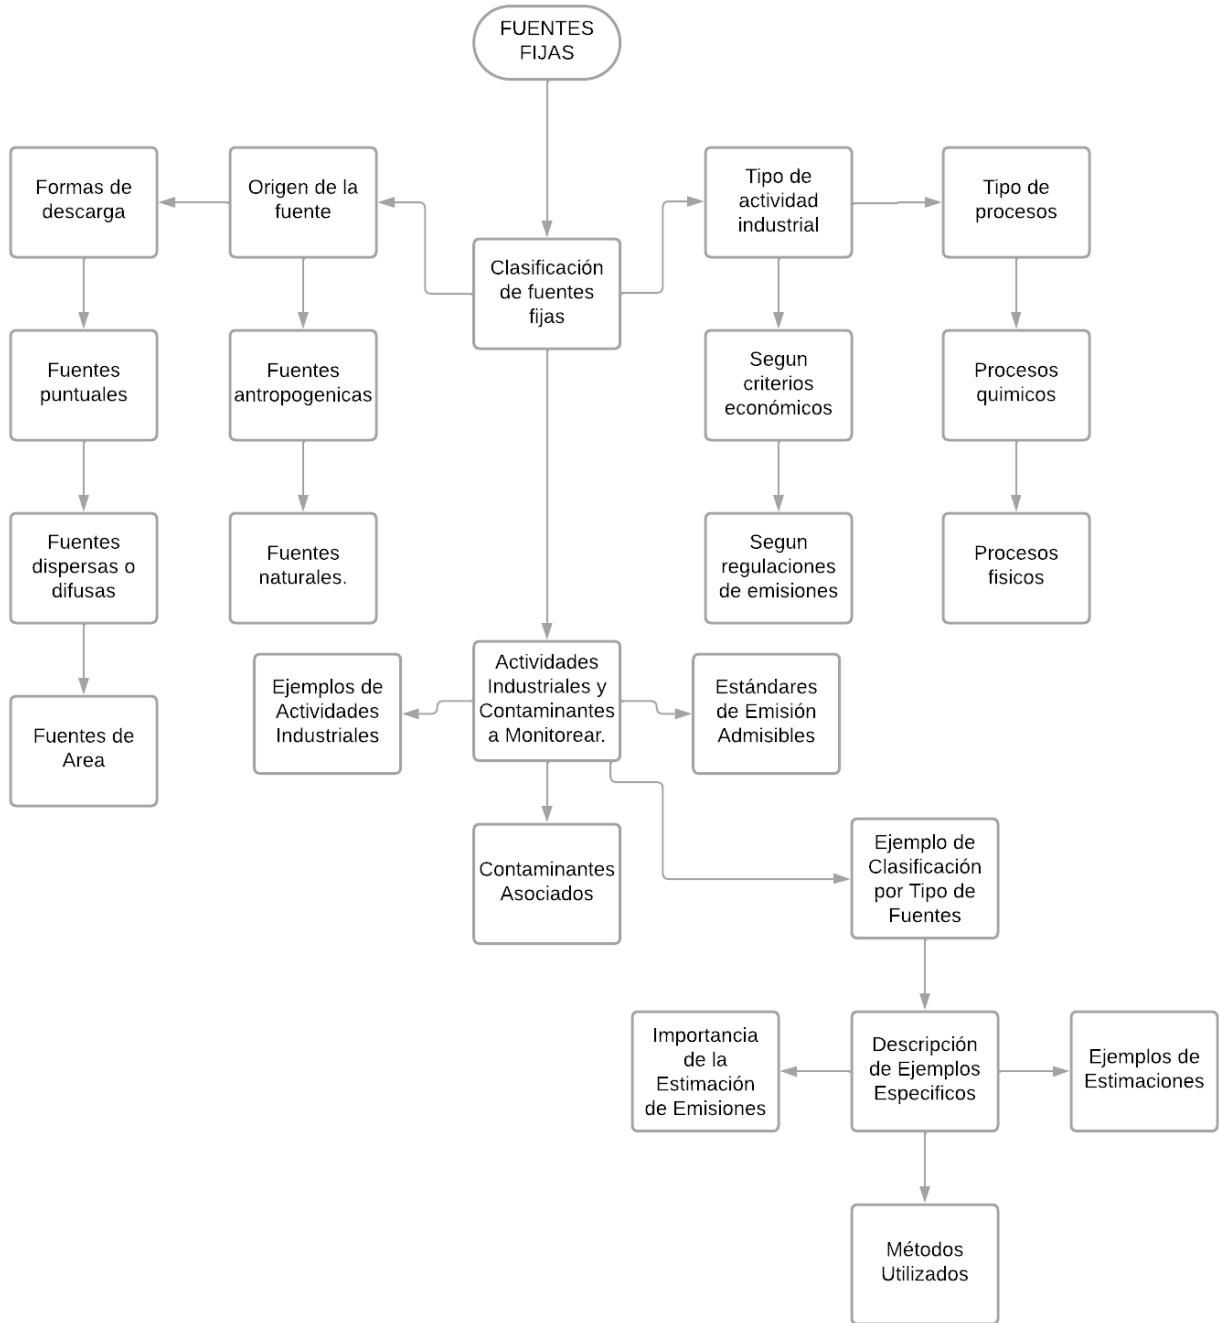 FUENTES
FIJAS
Formas de
descarga
Origen de la
fuente
Clasificación
de fuentes
fijas
Tipo de
actividad
industrial
Tipo de
procesos
Fuentes
puntuales
Fuentes
antropogenicas
Segun
criterios
económicos
Procesos
quimicos
Fuentes
dispersas o
difusas
Fuentes
naturales.
Segun
regulaciones
de emisiones
Procesos
fisicos
Fuentes de
Area
Ejemplos de
Actividades
Industriales
Actividades
Industriales y
Contaminantes
a Monitorear.
Estándares
de Emisión
Admisibles
Contaminantes
Asociados
Ejemplo de
Clasificación
por Tipo de
Fuentes
Importancia
de la
Estimación
de Emisiones
Descripción
de Ejemplos
Especificos
Ejemplos de
Estimaciones
Métodos
Utilizados